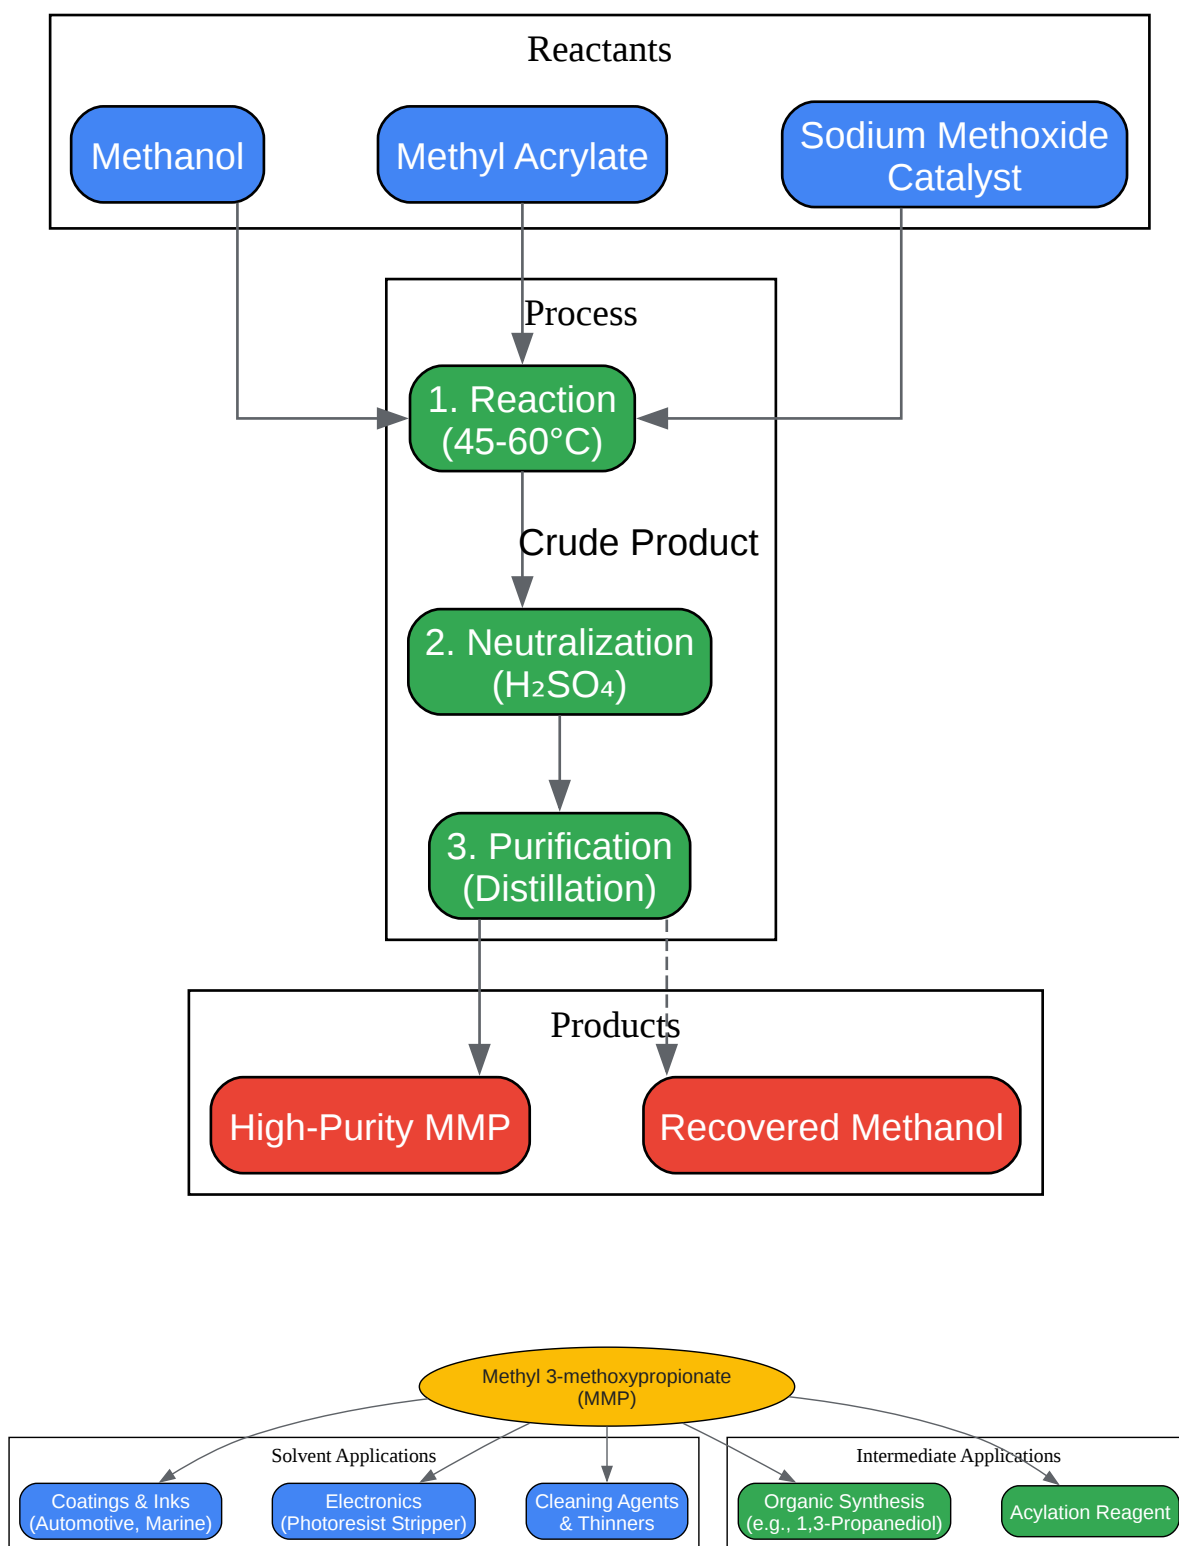 Reactants
Methanol
Methyl Acrylate
Sodium Methoxide
Catalyst
Process
1. Reaction
(45-60°C)
Crude Product
2. Neutralization
(H₂SO₄)
3. Purification
(Distillation)
Products
High-Purity MMP
Recovered Methanol
Methyl 3-methoxypropionate
(MMP)
Solvent Applications
Coatings & Inks
(Automotive, Marine)
Electronics
(Photoresist Stripper)
Cleaning Agents
& Thinners
Intermediate Applications
Organic Synthesis
(e.g., 1,3-Propanediol)
Acylation Reagent